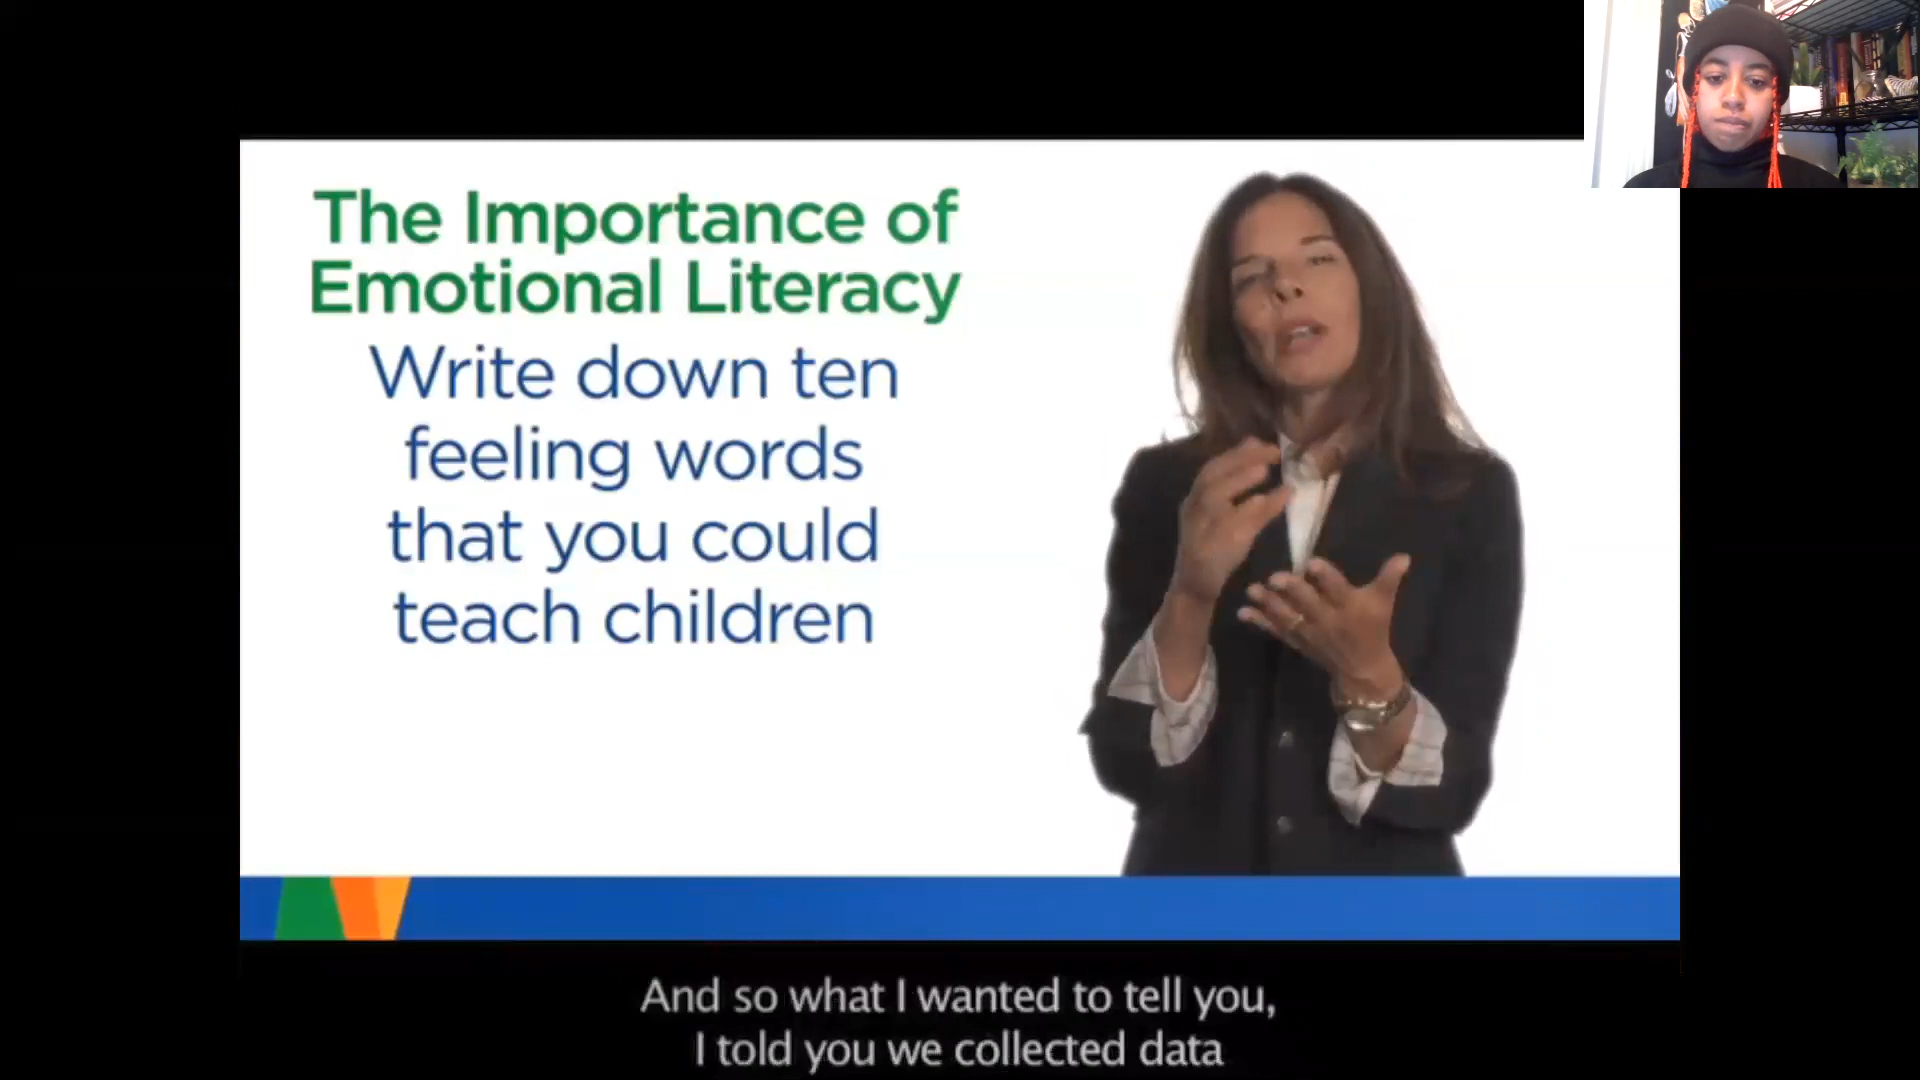 The Importance of
Emotional Literacy
Write down ten
feeling words
that you could
teach children
And so what I wanted to tell you,
I told you we collected data